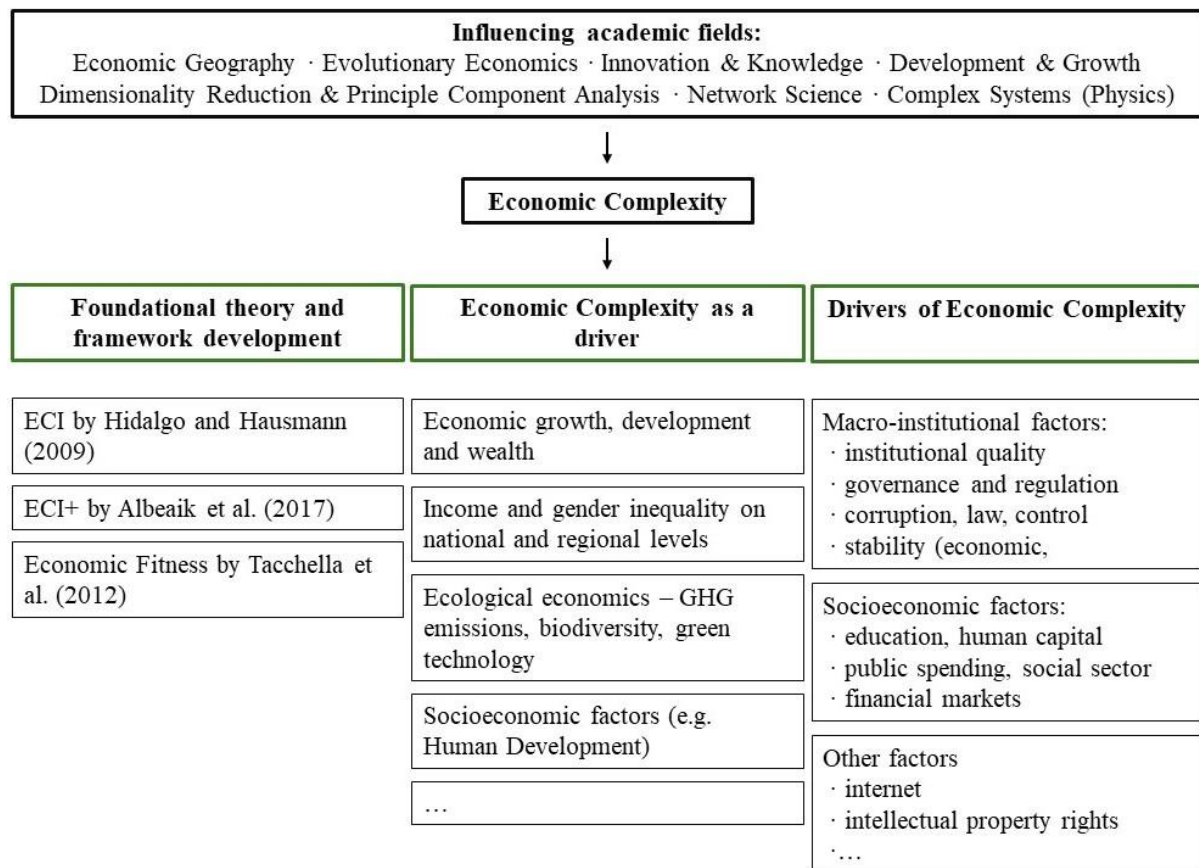 Influencing academic fields:
Economic Geography · Evolutionary Economics · Innovation & Knowledge · Development & Growth
Dimensionality Reduction & Principle Component Analysis · Network Science · Complex Systems (Physics)
Economic Complexity
Foundational theory and
framework development
ECI by Hidalgo and Hausmann
(2009)
ECI+ by Albeaik et al. (2017)
Economic Fitness by Tacchella et
al. (2012)
Economic Complexity as a
driver
Economic growth, development
and wealth
Income and gender inequality on
national and regional levels
Ecological economics – GHG
emissions, biodiversity, green
technology
Socioeconomic factors (e.g.
Human Development)
…
Drivers of Economic Complexity
Macro-institutional factors:
· institutional quality
· governance and regulation
· corruption, law, control
· stability (economic,
Socioeconomic factors:
· education, human capital
· public spending, social sector
· financial markets
Other factors
· internet
· intellectual property rights
·…